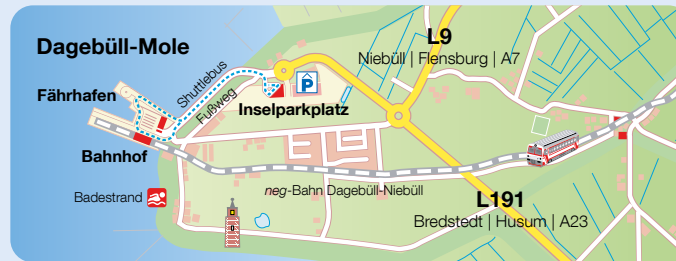 Dagebüll-Mole
L9
Niebüll | Flensburg | A7
Shuttlebus
Fußweg
P
Fährhafen
Inselparkplatz
Bahnhof
neg-Bahn Dagebüll-Niebüll
Badestrand
L191
Bredstedt | Husum | A23